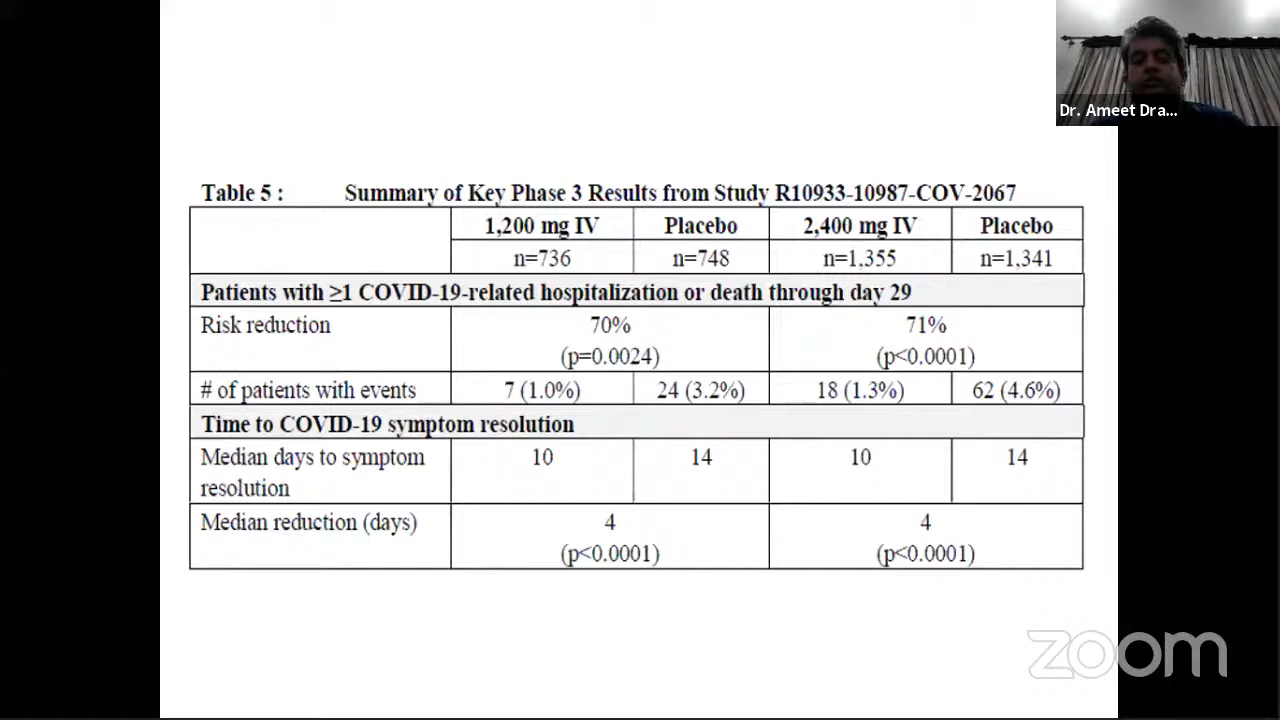 Dr. Ameet Dra...
Table 5 : Summary of Key Phase 3 Results from Study R10933-10987-COV-2067
1,200 mg IV Placebo 2,400 mg IV Placebo
n=736 n=748 n=1,355 n=1,341
Patients with ≥1 COVID-19-related hospitalization or death through day 29
Risk reduction 70% 71%
(p=0.0024) (p<0.0001)
# of patients with events 7 (1.0%) 24 (3.2%) 18 (1.3%) 62 (4.6%)
Time to COVID-19 symptom resolution
Median days to symptom 10 14 10 14
resolution
Median reduction (days) 4 4
(p<0.0001) (p<0.0001)
zoom